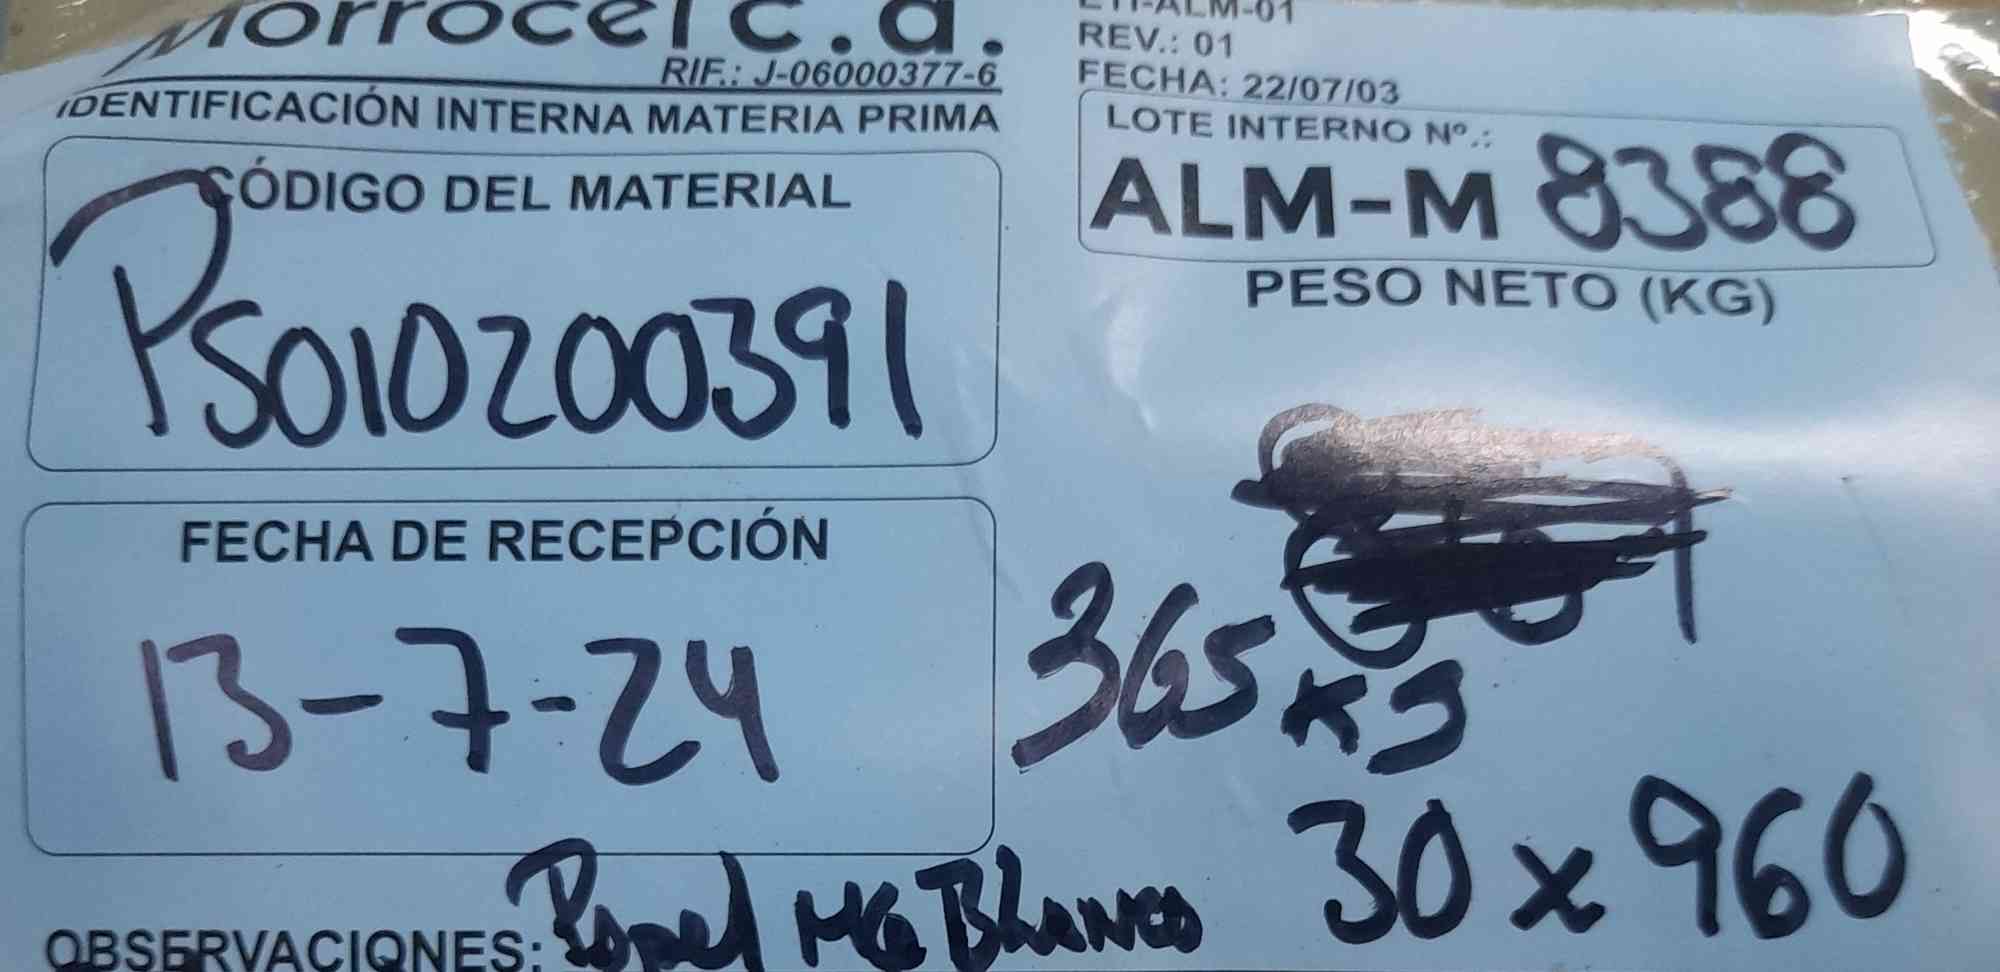 Morrocel c.a.
RIF.: J-06000377-6
IDENTIFICACIÓN INTERNA MATERIA PRIMA
ETI-ALM-01
REV.: 01
FECHA: 22/07/03
LOTE INTERNO Nº.:
ALM-M 8388
CÓDIGO DEL MATERIAL
PS010200391
PESO NETO (KG)
365 KG
30 x 960
FECHA DE RECEPCIÓN
13-7-24
OBSERVACIONES: Papel MG Blanco